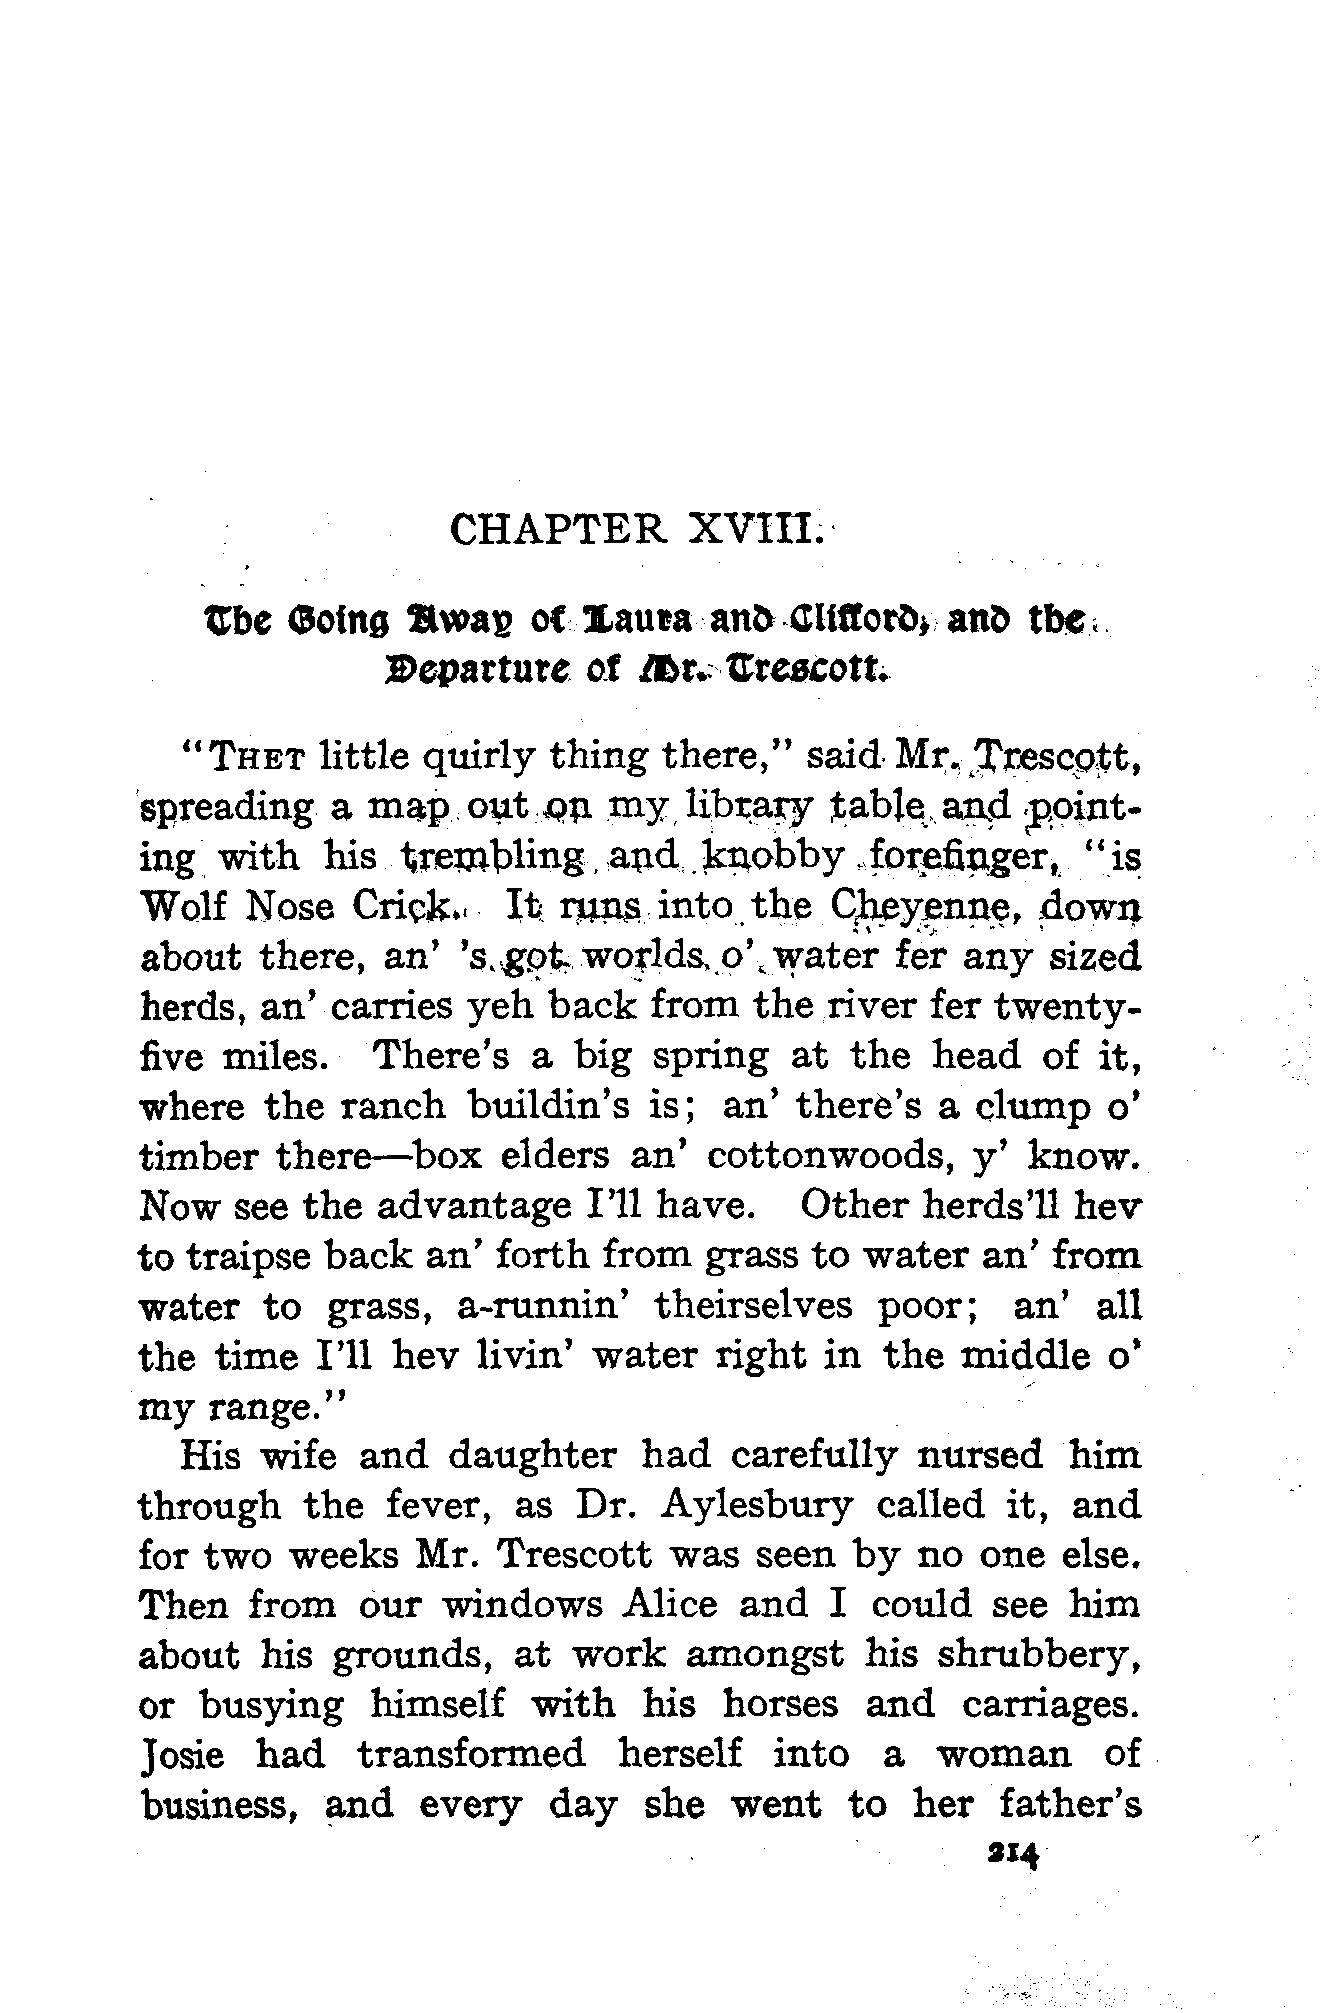 CHAPTER XVIII.
The Going Away of Laura and Clifford, and the
Departure of Mr. Trescott.
"THET little quirly thing there," said Mr. Trescott,
spreading a map out on my library table and point-
ing with his trembling and knobby forefinger, "is
Wolf Nose Crick. It runs into the Cheyenne, down
about there, an' 's got worlds o' water fer any sized
herds, an' carries yeh back from the river fer twenty-
five miles. There's a big spring at the head of it,
where the ranch buildin's is; an' there's a clump o'
timber there—box elders an' cottonwoods, y' know.
Now see the advantage I'll have. Other herds'll hev
to traipse back an' forth from grass to water an' from
water to grass, a-runnin' theirselves poor; an' all
the time I'll hev livin' water right in the middle o'
my range."
His wife and daughter had carefully nursed him
through the fever, as Dr. Aylesbury called it, and
for two weeks Mr. Trescott was seen by no one else.
Then from our windows Alice and I could see him
about his grounds, at work amongst his shrubbery,
or busying himself with his horses and carriages.
Josie had transformed herself into a woman of
business, and every day she went to her father's
214